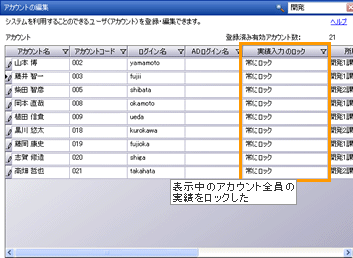 アカウントの編集 開発
システムを利用することのできるユーザ(アカウント)を登録・編集できます。 ヘルプ
アカウント 登録済み有効アカウント数: 21
アカウント名 アカウントコード ログイン名 ADログイン名 実績入力のロック 所
山本 博 002 yamamoto 常にロック 開発1課
藤井 智一 003 fujii 常にロック 開発1課
柴田 智彦 005 shibata 常にロック 開発2課
岡本 直哉 008 okamoto 常にロック 開発1課
植田 信貴 009 ueda 常にロック 開発1課
黒川 悠太 018 kurokawa 常にロック 開発2課
藤岡 康史 019 fujioka 常にロック 開発1課
志賀 修造 020 shiga 常にロック 開発2課
高畑 哲也 021 takahata 常にロック 開発2課
表示中のアカウント全員の
実績をロックした